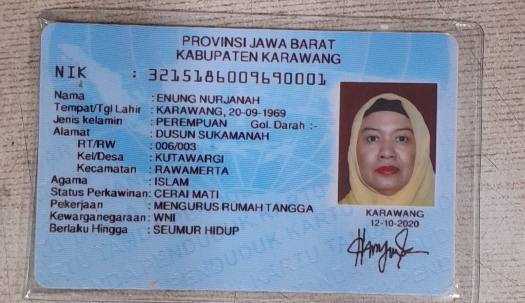 PROVINSI JAWA BARAT
KABUPATEN KARAWANG
NIK : 3215186009690001
Nama : ENUNG NURJANAH
Tempat/Tgl Lahir : KARAWANG, 20-09-1969
Jenis kelamin : PEREMPUAN Gol. Darah :-
Alamat : DUSUN SUKAMANAH
RT/RW : 006/003
Kel/Desa : KUTAWARGI
Kecamatan : RAWAMERTA
Agama : ISLAM
Status Perkawinan: CERAI MATI
Pekerjaan : MENGURUS RUMAH TANGGA
Kewarganegaraan: WNI
Berlaku Hingga : SEUMUR HIDUP
KARAWANG
12-10-2020